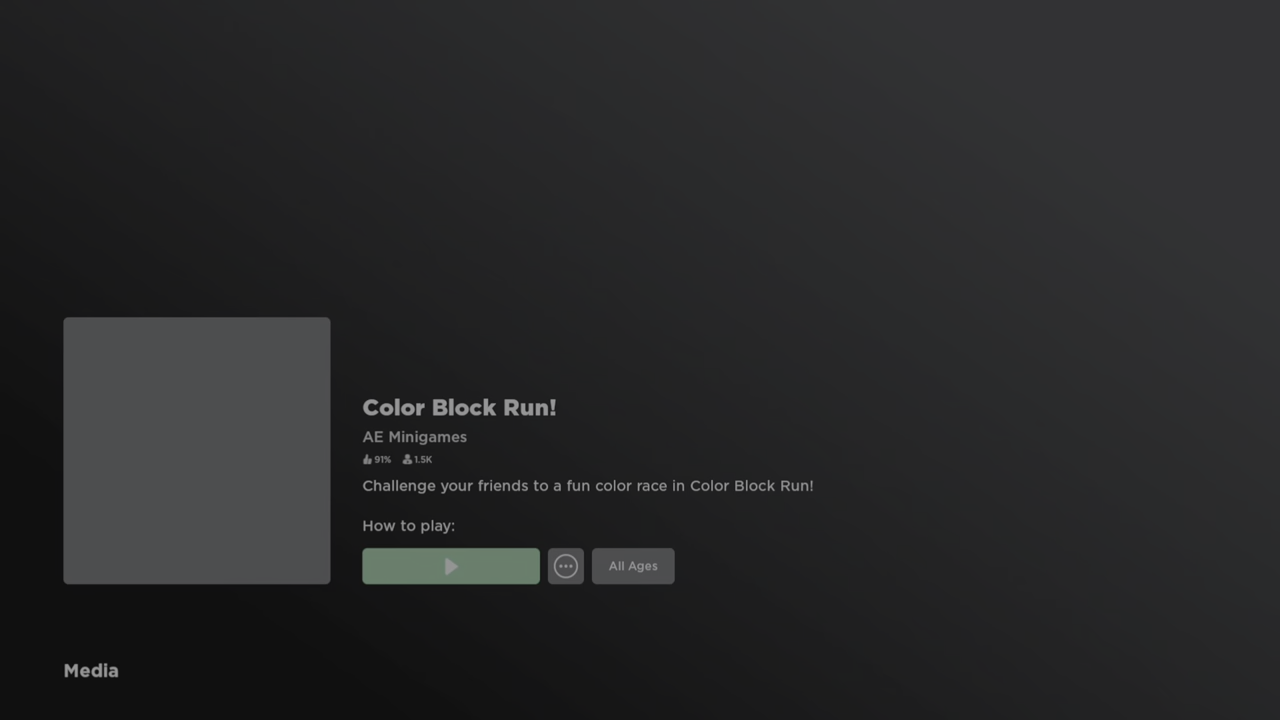 Color Block Run!
AE Minigames
91% 1.5K
Challenge your friends to a fun color race in Color Block Run!
How to play:
All Ages
Media